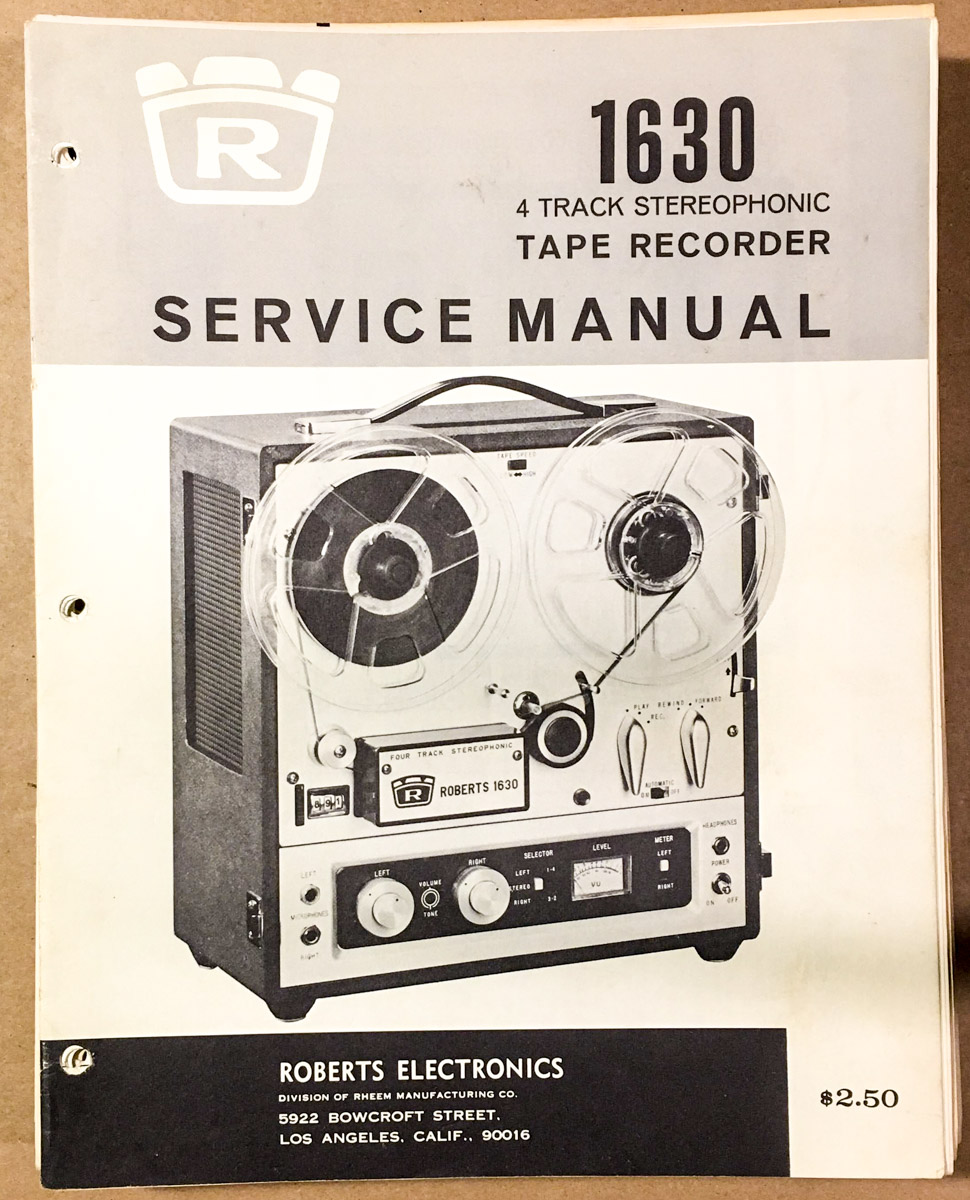 R
1630
4 TRACK STEREOPHONIC
TAPE RECORDER
SERVICE MANUAL
TAPE SPEED
HIGH
PLAY REWIND FORWARD
REC.
FOUR TRACK STEREOPHONIC
R ROBERTS 1630
691
AUTOMATIC
ON OFF
HEADPHONES
POWER
ON OFF
LEFT
MICROPHONES
RIGHT
LEFT
VOLUME
TONE
RIGHT
SELECTOR
LEFT 1-4
STEREO
RIGHT 3-2
LEVEL
VU
METER
LEFT
RIGHT
ROBERTS ELECTRONICS
DIVISION OF RHEEM MANUFACTURING CO.
5922 BOWCROFT STREET,
LOS ANGELES, CALIF., 90016
$2.50